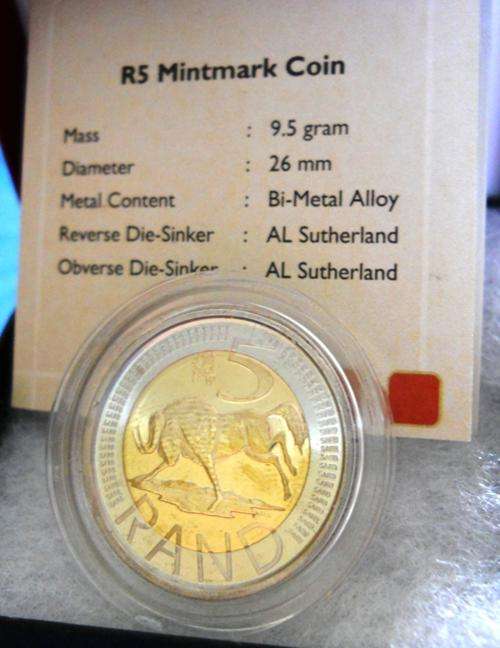 R5 Mintmark Coin
Mass : 9.5 gram
Diameter : 26 mm
Metal Content : Bi-Metal Alloy
Reverse Die-Sinker : AL Sutherland
Obverse Die-Sinker : AL Sutherland
5
RAND